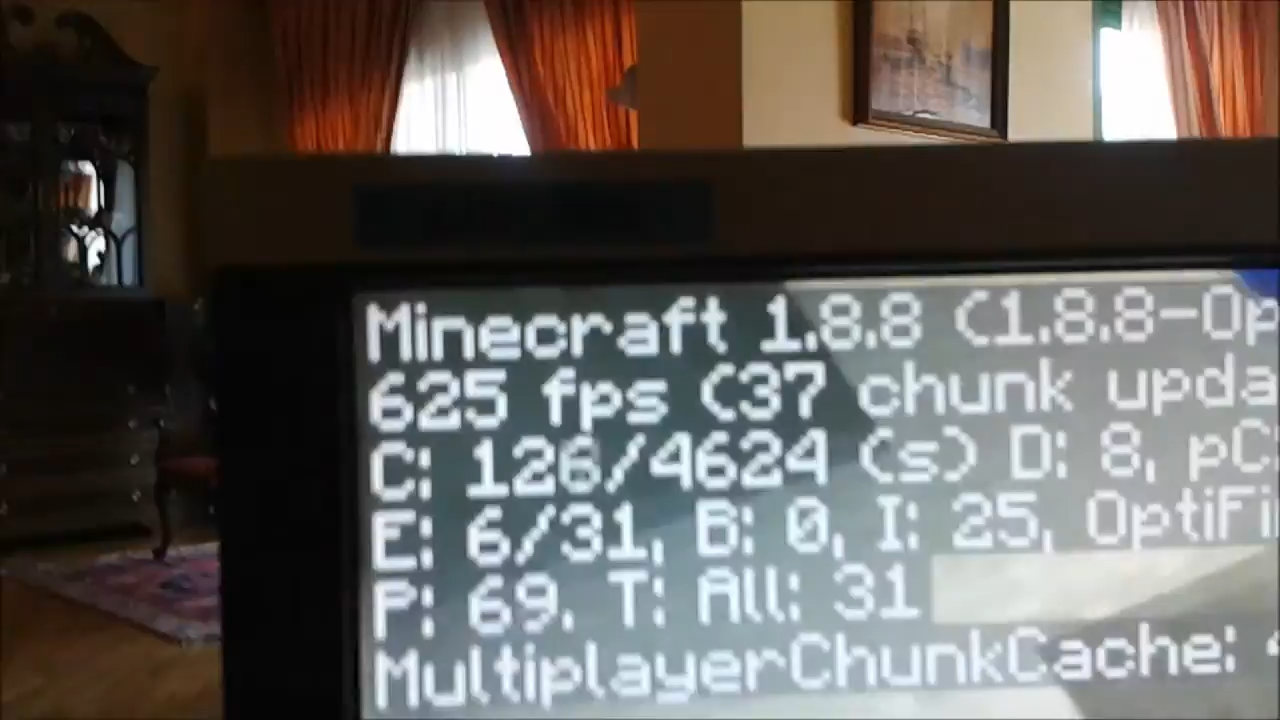 Minecraft 1.8.8 (1.8.8-Op
625 fps (37 chunk upda
C: 126/4624 (s) D: 8, pC
E: 6/31, B: 0, I: 25, OptiFi
P: 69. T: All: 31
MultiplayerChunkCache: